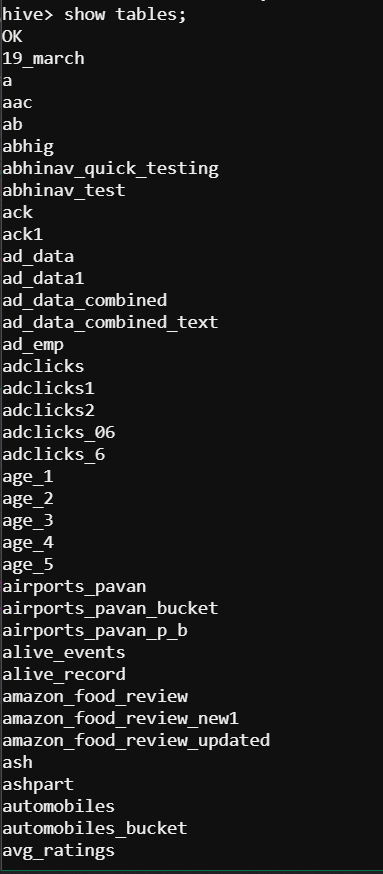 hive> show tables;
OK
19_march
a
aac
ab
abhig
abhinav_quick_testing
abhinav_test
ack
ack1
ad_data
ad_data1
ad_data_combined
ad_data_combined_text
ad_emp
adclicks
adclicks1
adclicks2
adclicks_06
adclicks_6
age_1
age_2
age_3
age_4
age_5
airports_pavan
airports_pavan_bucket
airports_pavan_p_b
alive_events
alive_record
amazon_food_review
amazon_food_review_new1
amazon_food_review_updated
ash
ashpart
automobiles
automobiles_bucket
avg_ratings